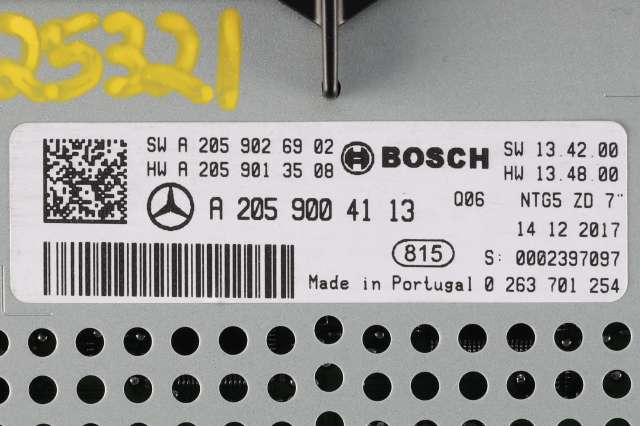 25321
SW A 205 902 69 02
HW A 205 901 35 08
BOSCH
SW 13.42.00
HW 13.48.00
A 205 900 41 13
Q06
NTG5 ZD 7"
14 12 2017
815
S: 0002397097
Made in Portugal 0 263 701 254